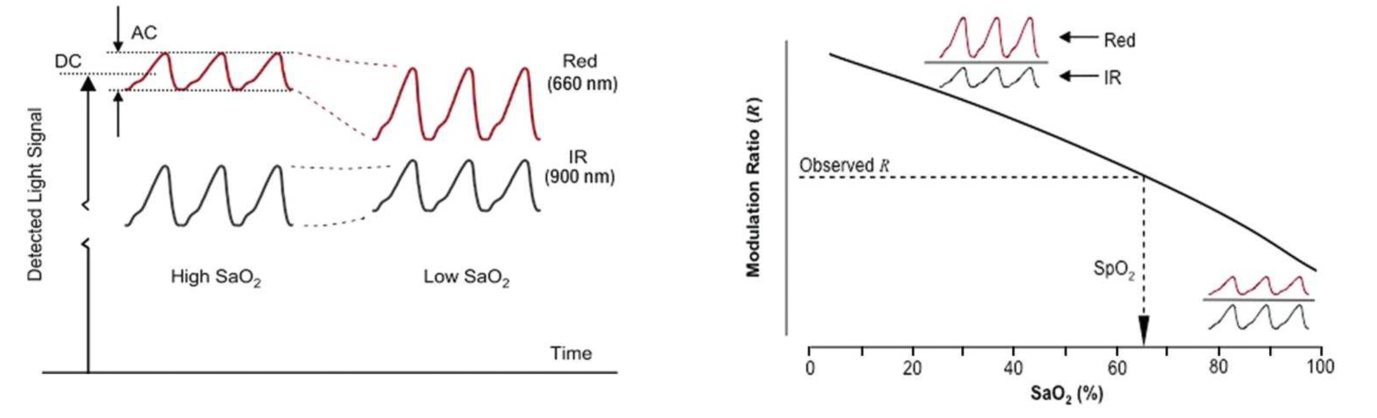 AC
DC
Detected Light Signal
Red
(660 nm)
IR
(900 nm)
High SaO₂
Low SaO₂
Time
Modulation Ratio (R)
Red
IR
Observed R
SpO₂
0 20 40 60 80 100
SaO₂ (%)